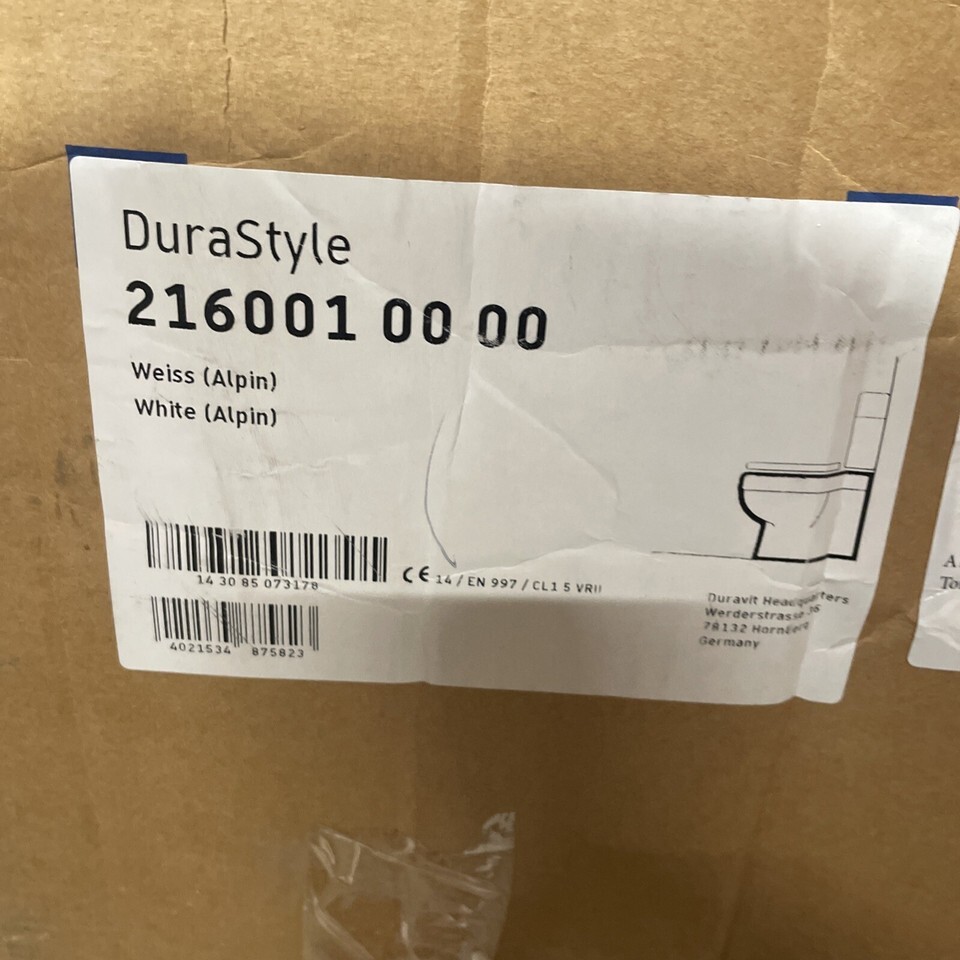 DuraStyle
216001 00 00
Weiss (Alpin)
White (Alpin)
14 30 85 073178
CE 14 / EN 997 / CL1 5 VRII
4021534 875823
Duravit Headquarters
Werderstrasse 36
78132 Hornberg
Germany